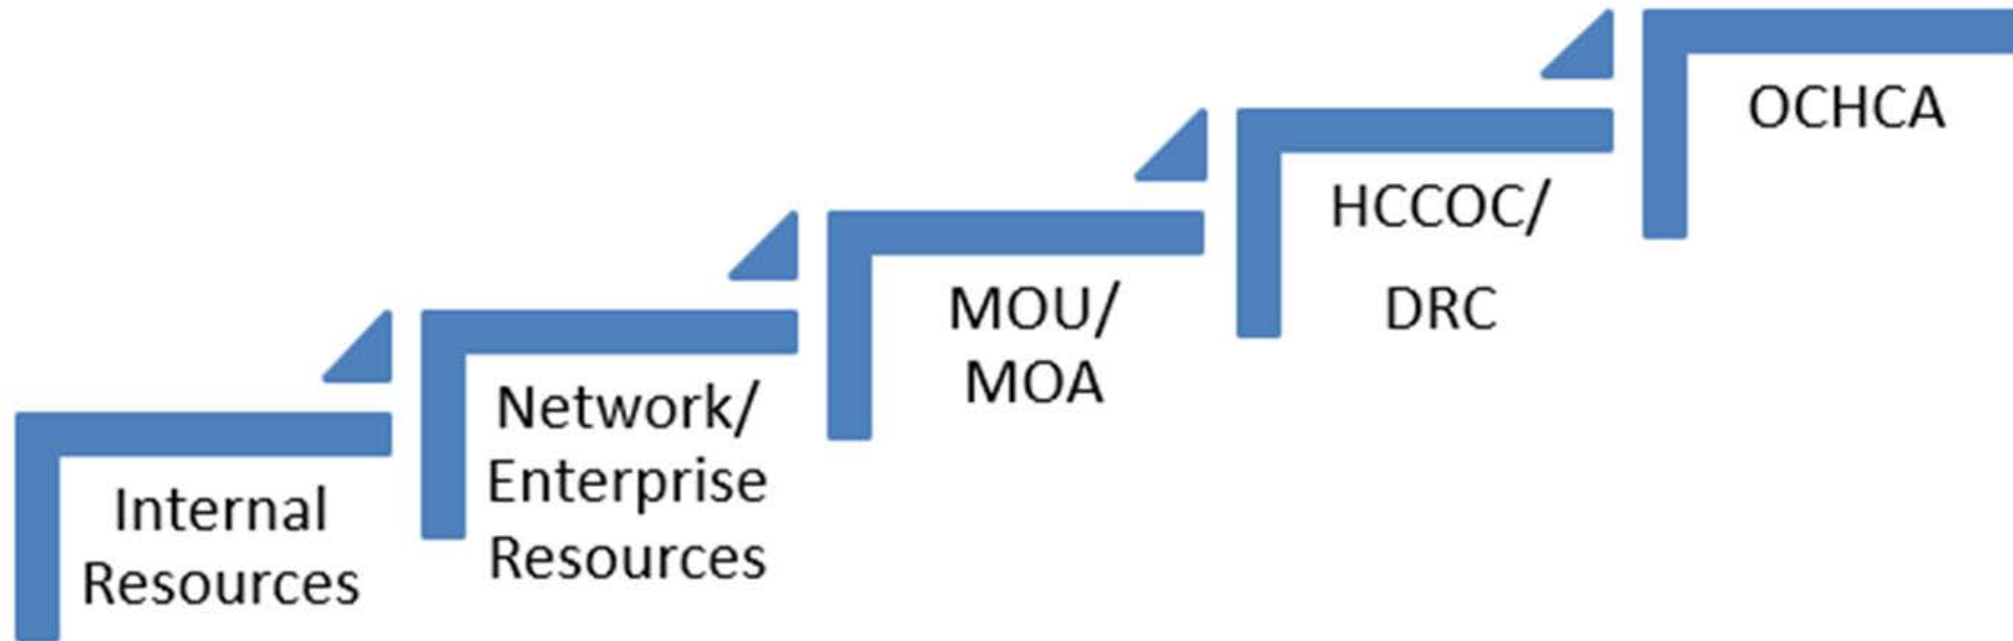 Internal
Resources
Network/
Enterprise
Resources
MOU/
MOA
HCCOC/
DRC
OCHCA